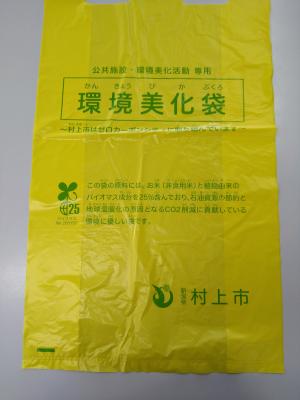 公共施設・環境美化活動 専用
かん きょう び か ぶくろ
環境美化袋
～村上市はゼロカーボンシティ
25
この袋の原料には、お米（非食用米）と植物由来の
バイオマス成分を25%含んでおり、石油資源の節約と
地球温暖化の原因となるCO2削減に貢献している
環境に優しい袋です。
新潟県
村上市